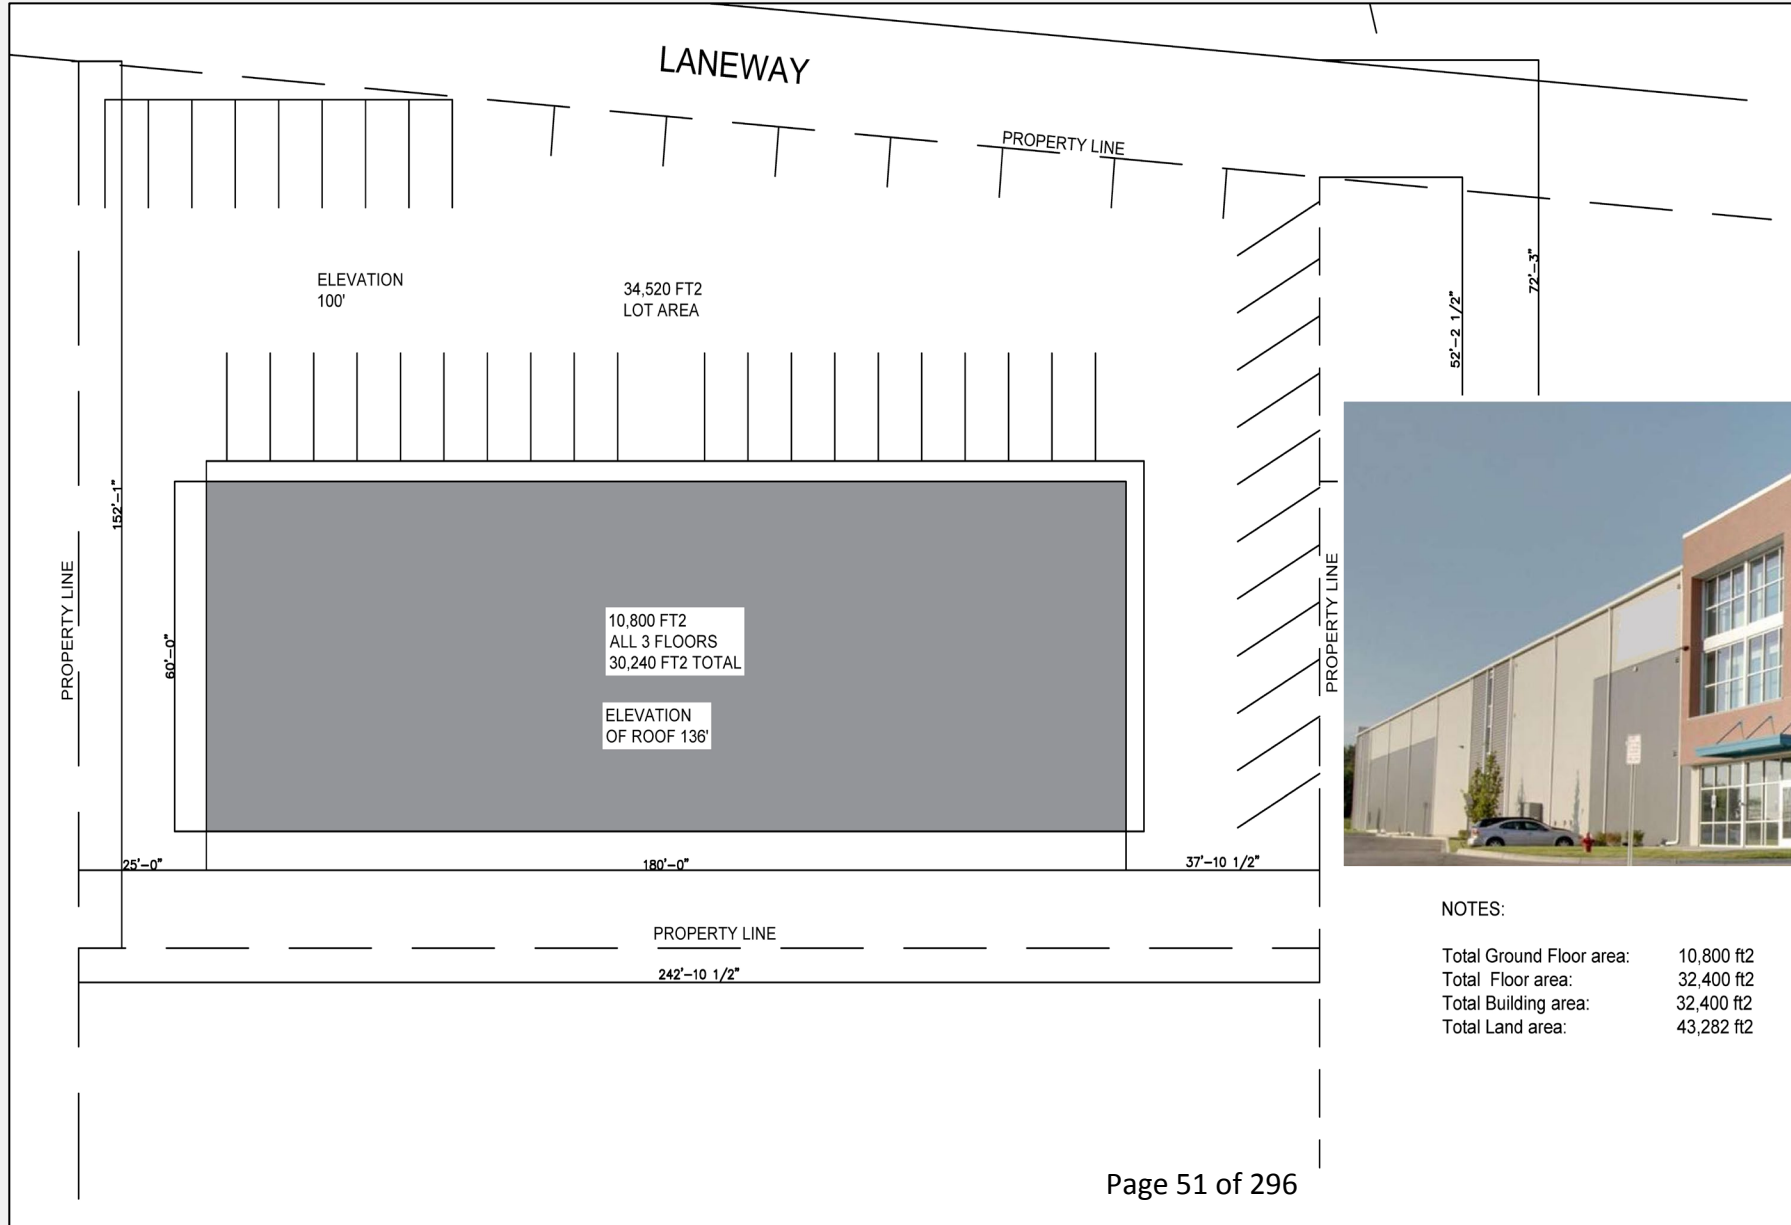 LANEWAY
PROPERTY LINE
ELEVATION
100'
34,520 FT2
LOT AREA
72'-3"
52'-2 1/2"
152'-1"
PROPERTY LINE
60'-0"
10,800 FT2
ALL 3 FLOORS
30,240 FT2 TOTAL
ELEVATION
OF ROOF 136'
PROPERTY LINE
25'-0"
180'-0"
37'-10 1/2"
PROPERTY LINE
242'-10 1/2"
NOTES:
Total Ground Floor area: 10,800 ft2
Total Floor area: 32,400 ft2
Total Building area: 32,400 ft2
Total Land area: 43,282 ft2
Page 51 of 296